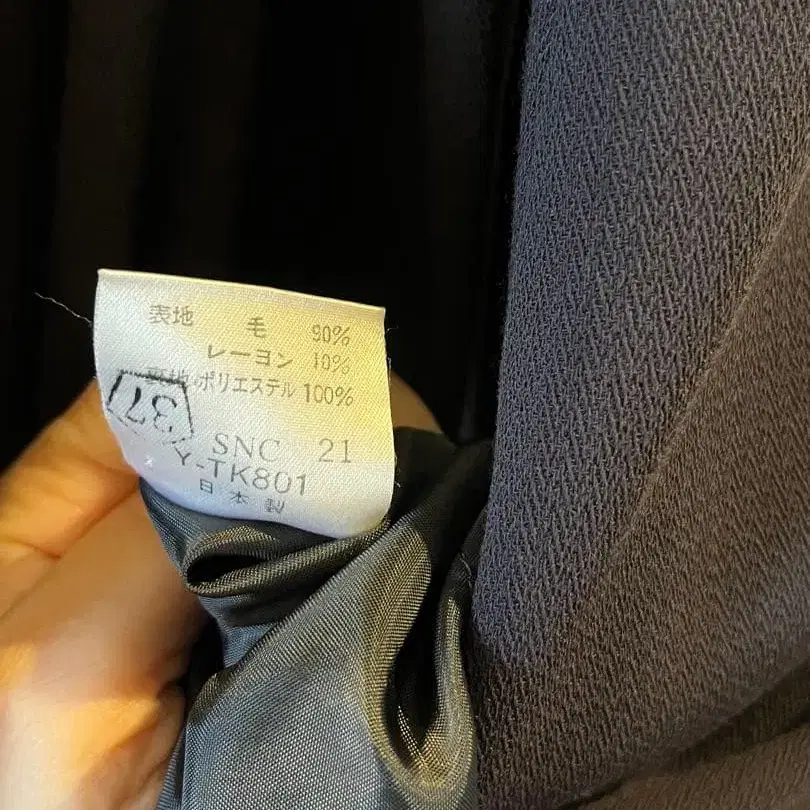 表地 毛 90%
レーヨン 10%
裏地 ポリエステル 100%
37
SNC 21
Y-TK801
日本製